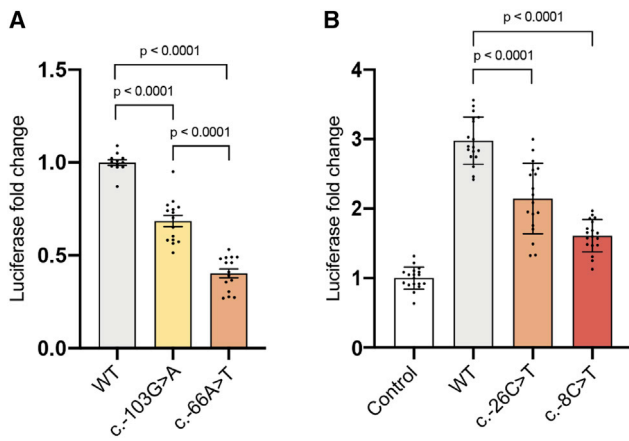 A
p < 0.0001
p < 0.0001
p < 0.0001
Luciferase fold change
1.5
1.0
0.5
0.0
WT
c.-103G>A
c.-66A>T
B
p < 0.0001
p < 0.0001
Luciferase fold change
4
3
2
1
0
Control
WT
c.-26C>T
c.-8C>T